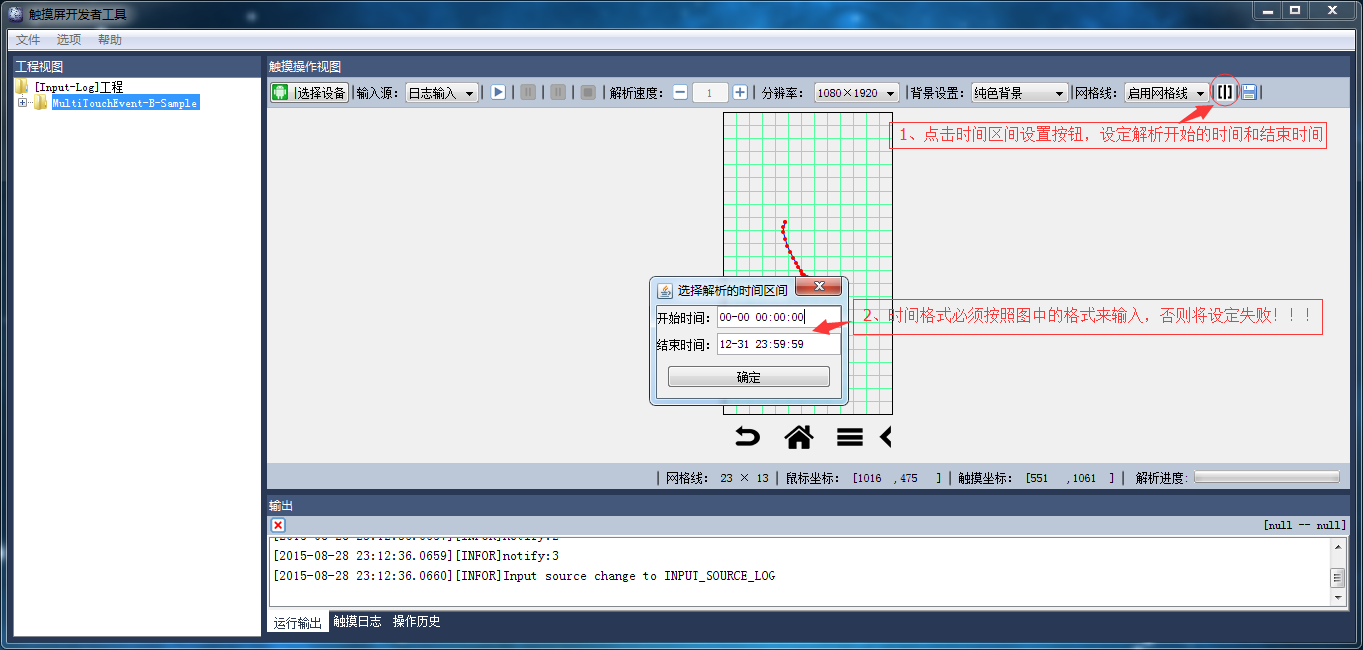 触摸屏开发者工具
文件 选项 帮助
工程视图
[Input-Log]工程
MultiTouchEvent-B-Sample
触摸操作视图
|选择设备 |输入源: 日志输入 | | | | | 解析速度: 1 | 分辨率: 1080×1920 |背景设置: 纯色背景 |网格线: 启用网格线 | [I] | |
1、点击时间区间设置按钮，设定解析开始的时间和结束时间
选择解析的时间区间
开始时间: 00-00 00:00:00
2、时间格式必须按照图中的格式来输入，否则将设定失败！！！
结束时间: 12-31 23:59:59
确定
| 网格线: 23 × 13 | 鼠标坐标: [1016 ,475 ] | 触摸坐标: [551 ,1061 ] | 解析进度:
输出
[null -- null]
[2015-08-28 23:12:36.0659][INFOR]notify:3
[2015-08-28 23:12:36.0660][INFOR]Input source change to INPUT_SOURCE_LOG
运行输出 触摸日志 操作历史